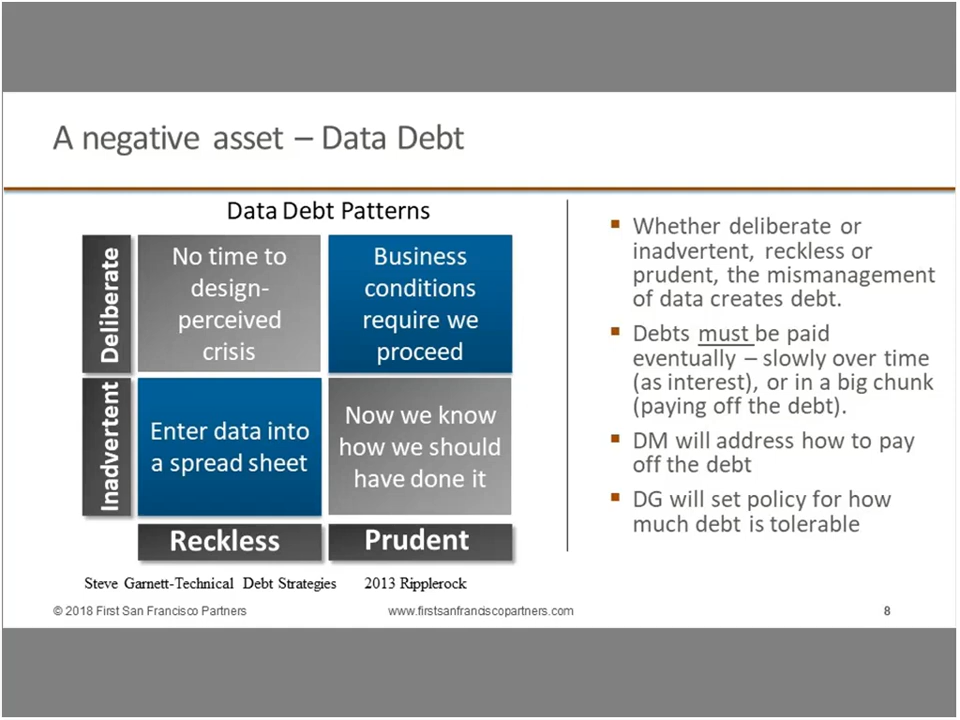 A negative asset – Data Debt
Data Debt Patterns
Deliberate
No time to
design-
perceived
crisis
Business
conditions
require we
proceed
Inadvertent
Enter data into
a spread sheet
Now we know
how we should
have done it
Reckless
Prudent
Steve Garnett-Technical Debt Strategies 2013 Ripplerock
▪ Whether deliberate or
inadvertent, reckless or
prudent, the mismanagement
of data creates debt.
▪ Debts must be paid
eventually – slowly over time
(as interest), or in a big chunk
(paying off the debt).
▪ DM will address how to pay
off the debt
▪ DG will set policy for how
much debt is tolerable
© 2018 First San Francisco Partners www.firstsanfranciscopartners.com 8